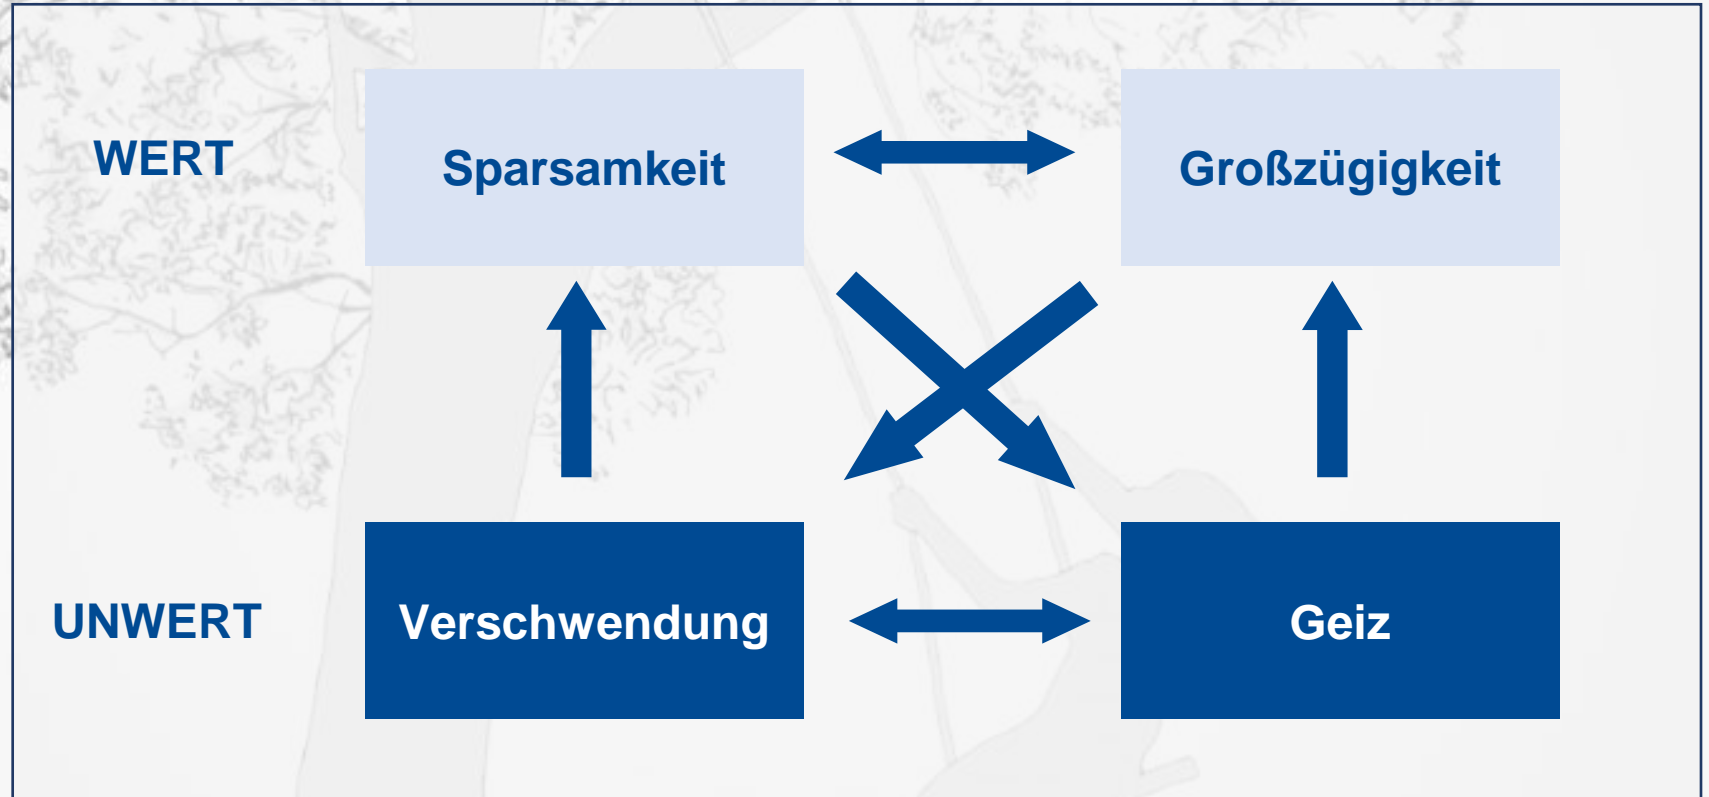 WERT
Sparsamkeit
Großzügigkeit
UNWERT
Verschwendung
Geiz